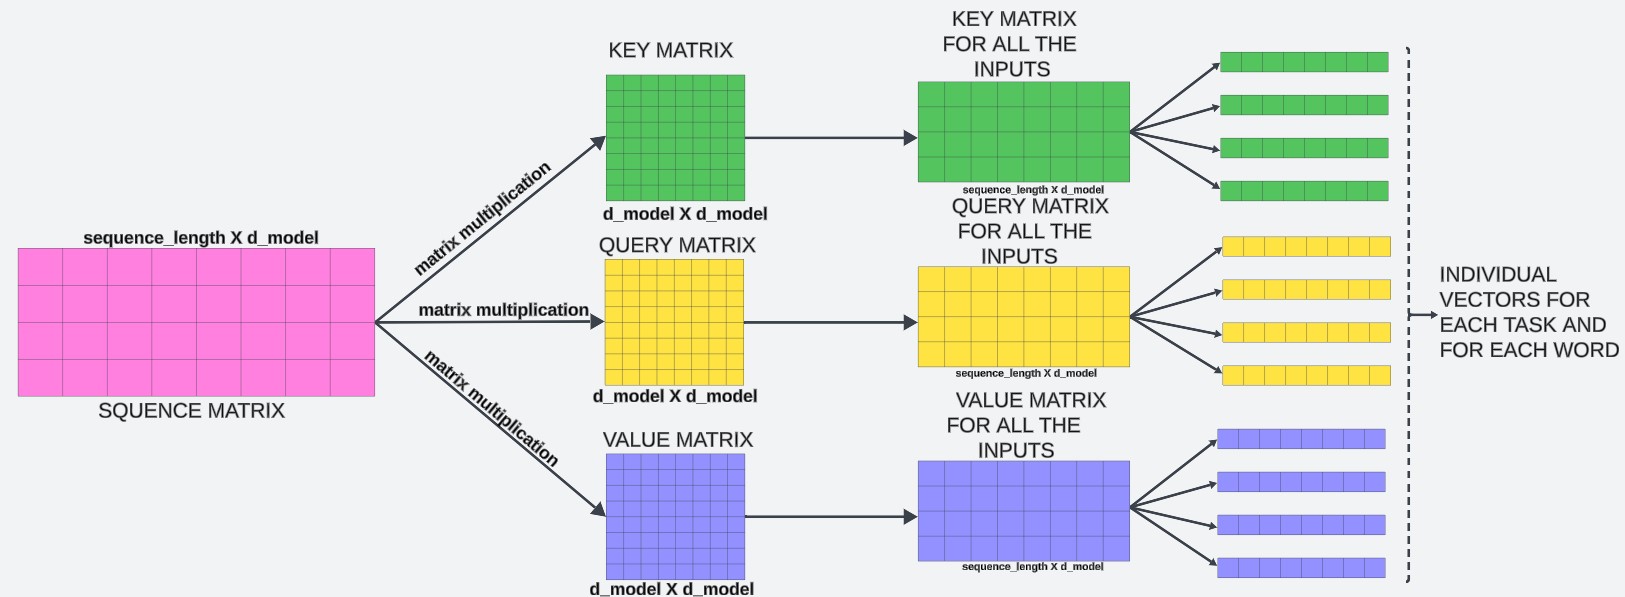 sequence_length X d_model
SQUENCE MATRIX
matrix multiplication
matrix multiplication
matrix multiplication
KEY MATRIX
d_model X d_model
QUERY MATRIX
d_model X d_model
VALUE MATRIX
d_model X d_model
KEY MATRIX
FOR ALL THE
INPUTS
sequence_length X d_model
QUERY MATRIX
FOR ALL THE
INPUTS
sequence_length X d_model
VALUE MATRIX
FOR ALL THE
INPUTS
sequence_length X d_model
INDIVIDUAL
VECTORS FOR
EACH TASK AND
FOR EACH WORD